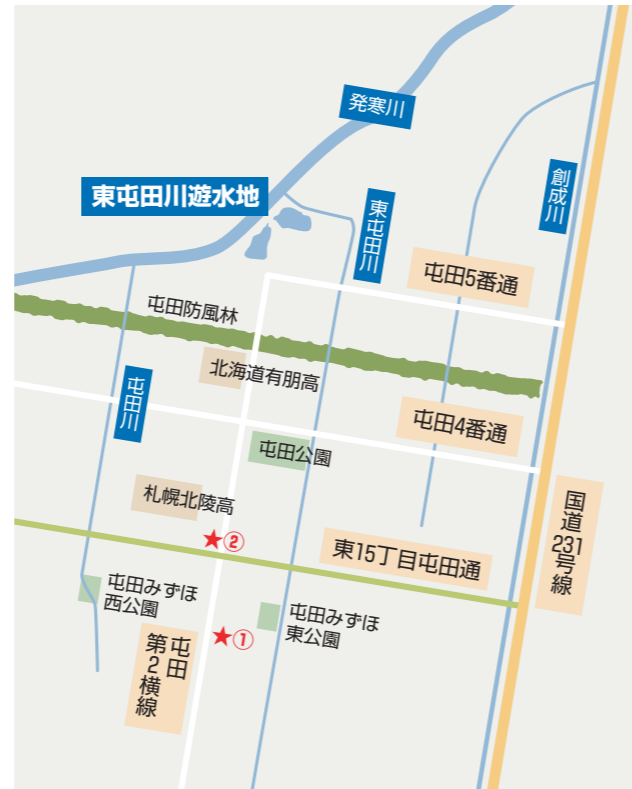 発寒川
創成川
東屯田川遊水地
東屯田川
屯田5番通
屯田防風林
北海道有朋高
屯田川
屯田4番通
屯田公園
札幌北陵高
国道231号線
★②
東15丁目屯田通
屯田みずほ
西公園
屯田みずほ
東公園
★①
屯田
第2横線